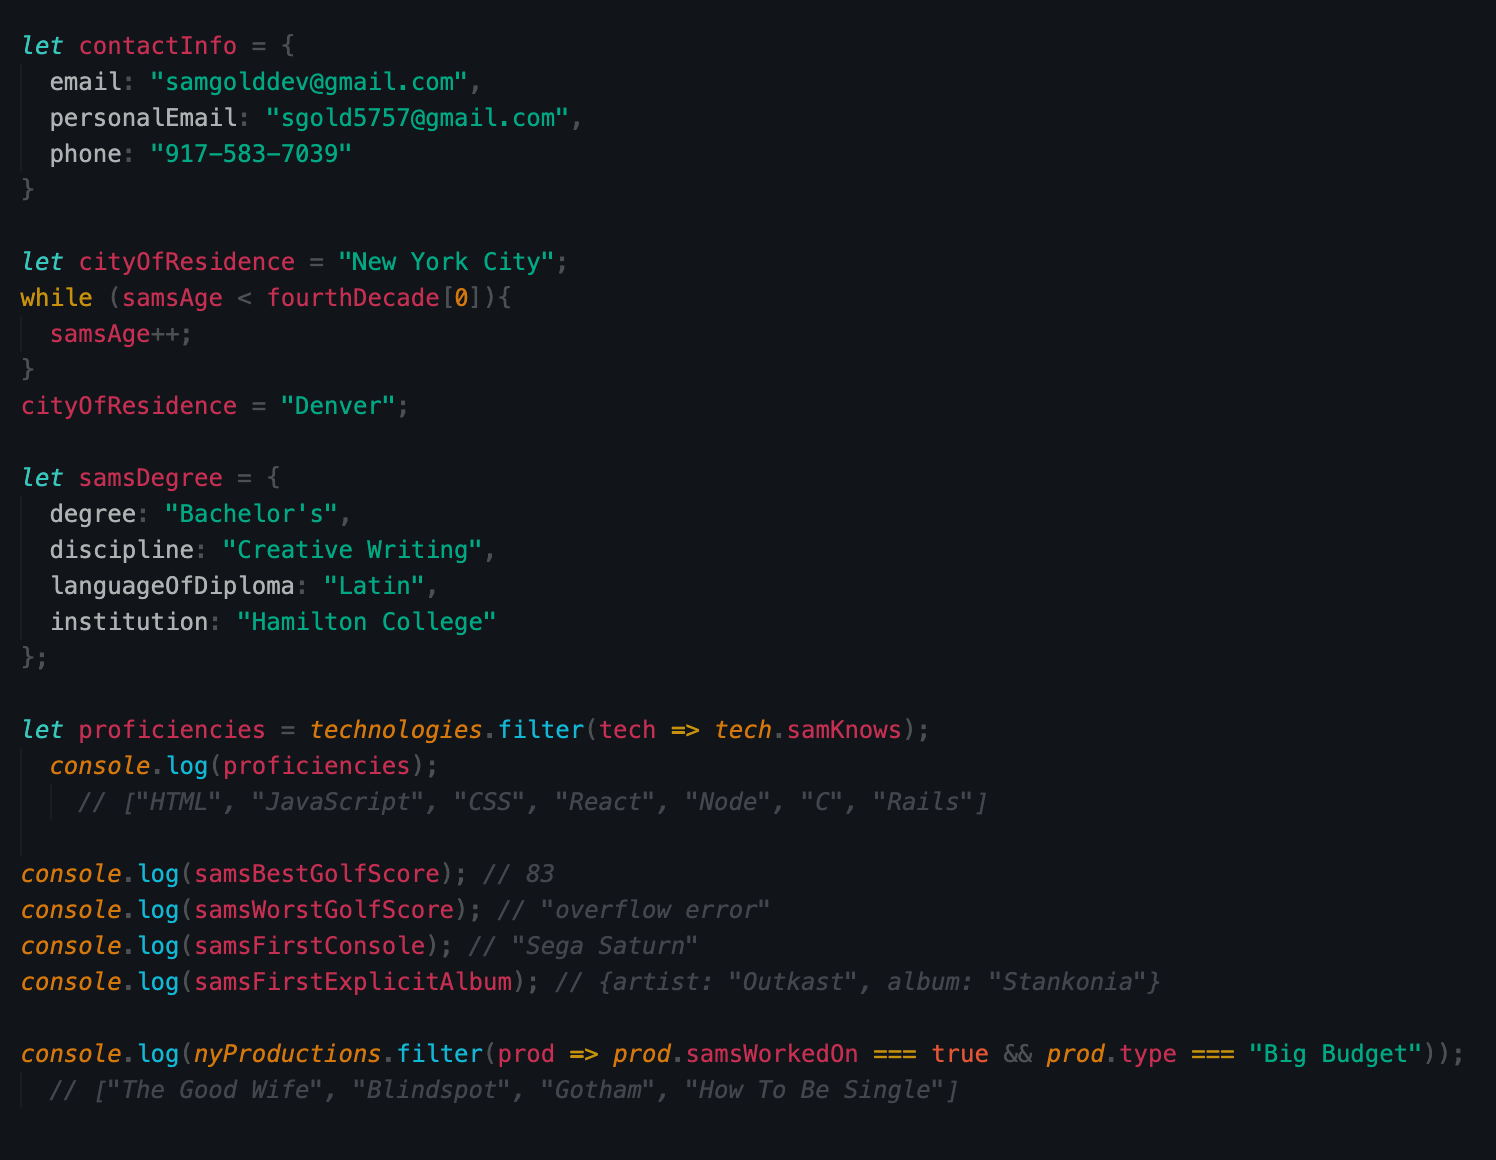 let contactInfo = {
  email: "samgolddev@gmail.com",
  personalEmail: "sgold5757@gmail.com",
  phone: "917-583-7039"
}

let cityOfResidence = "New York City";
while (samsAge < fourthDecade[0]){
  samsAge++;
}
cityOfResidence = "Denver";

let samsDegree = {
  degree: "Bachelor's",
  discipline: "Creative Writing",
  languageOfDiploma: "Latin",
  institution: "Hamilton College"
};

let proficiencies = technologies.filter(tech => tech.samKnows);
  console.log(proficiencies);
    // ["HTML", "JavaScript", "CSS", "React", "Node", "C", "Rails"]

console.log(samsBestGolfScore); // 83
console.log(samsWorstGolfScore); // "overflow error"
console.log(samsFirstConsole); // "Sega Saturn"
console.log(samsFirstExplicitAlbum); // {artist: "Outkast", album: "Stankonia"}

console.log(nyProductions.filter(prod => prod.samsWorkedOn === true && prod.type === "Big Budget"));
  // ["The Good Wife", "Blindspot", "Gotham", "How To Be Single"]